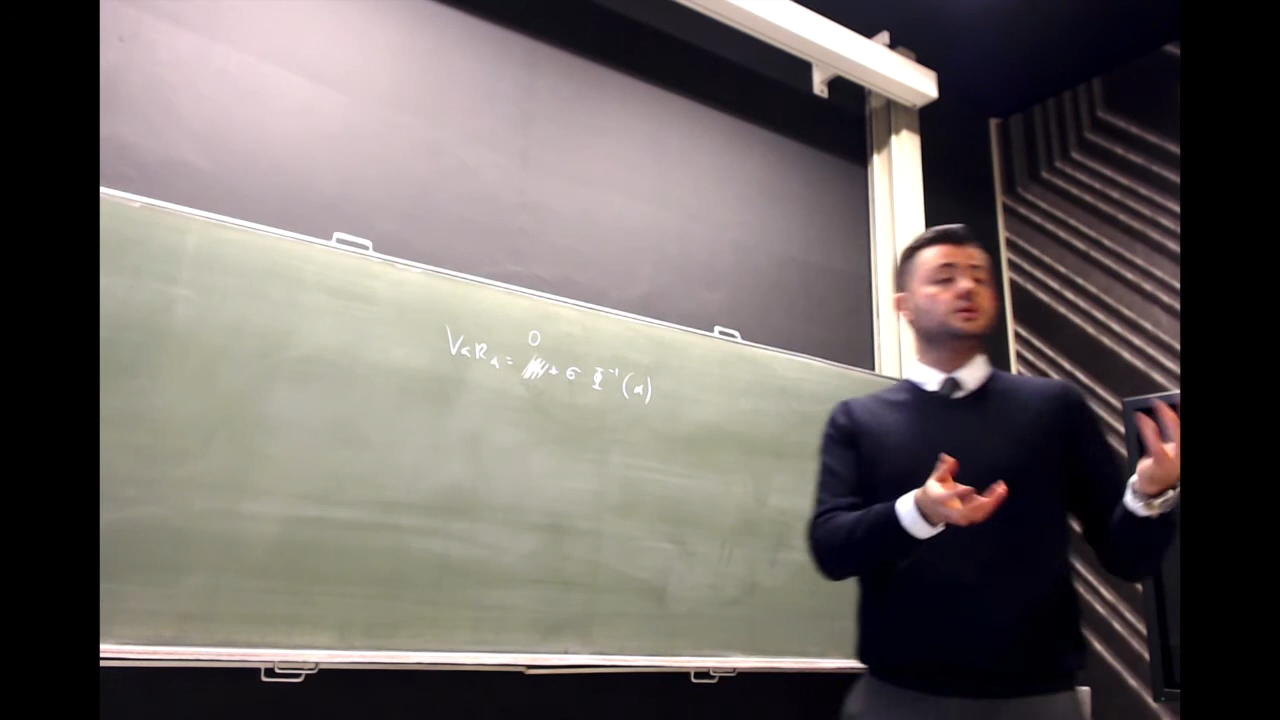 0
VaRα = + σ Φ⁻¹(α)